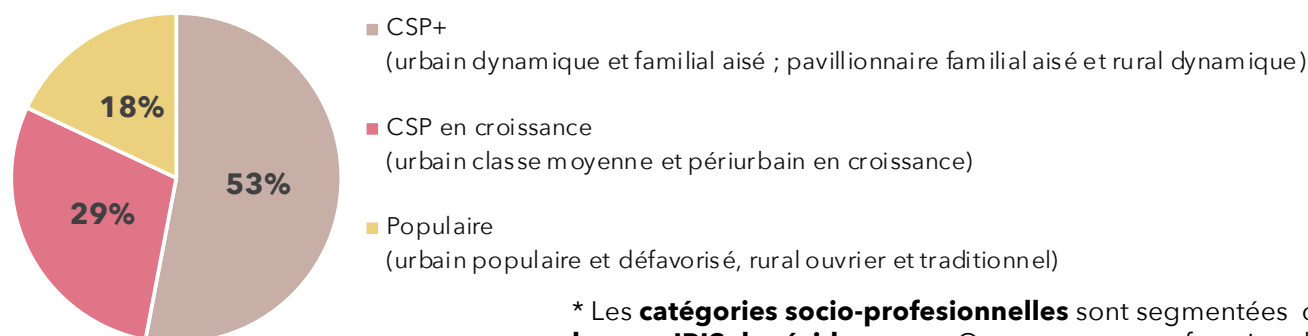 CSP+
(urbain dynamique et familial aisé ; pavillionnaire familial aisé et rural dynamique)
18%
CSP en croissance
(urbain classe moyenne et périurbain en croissance)
53%
29%
Populaire
(urbain populaire et défavorisé, rural ouvrier et traditionnel)
* Les catégories socio-profesionnelles sont segmentées